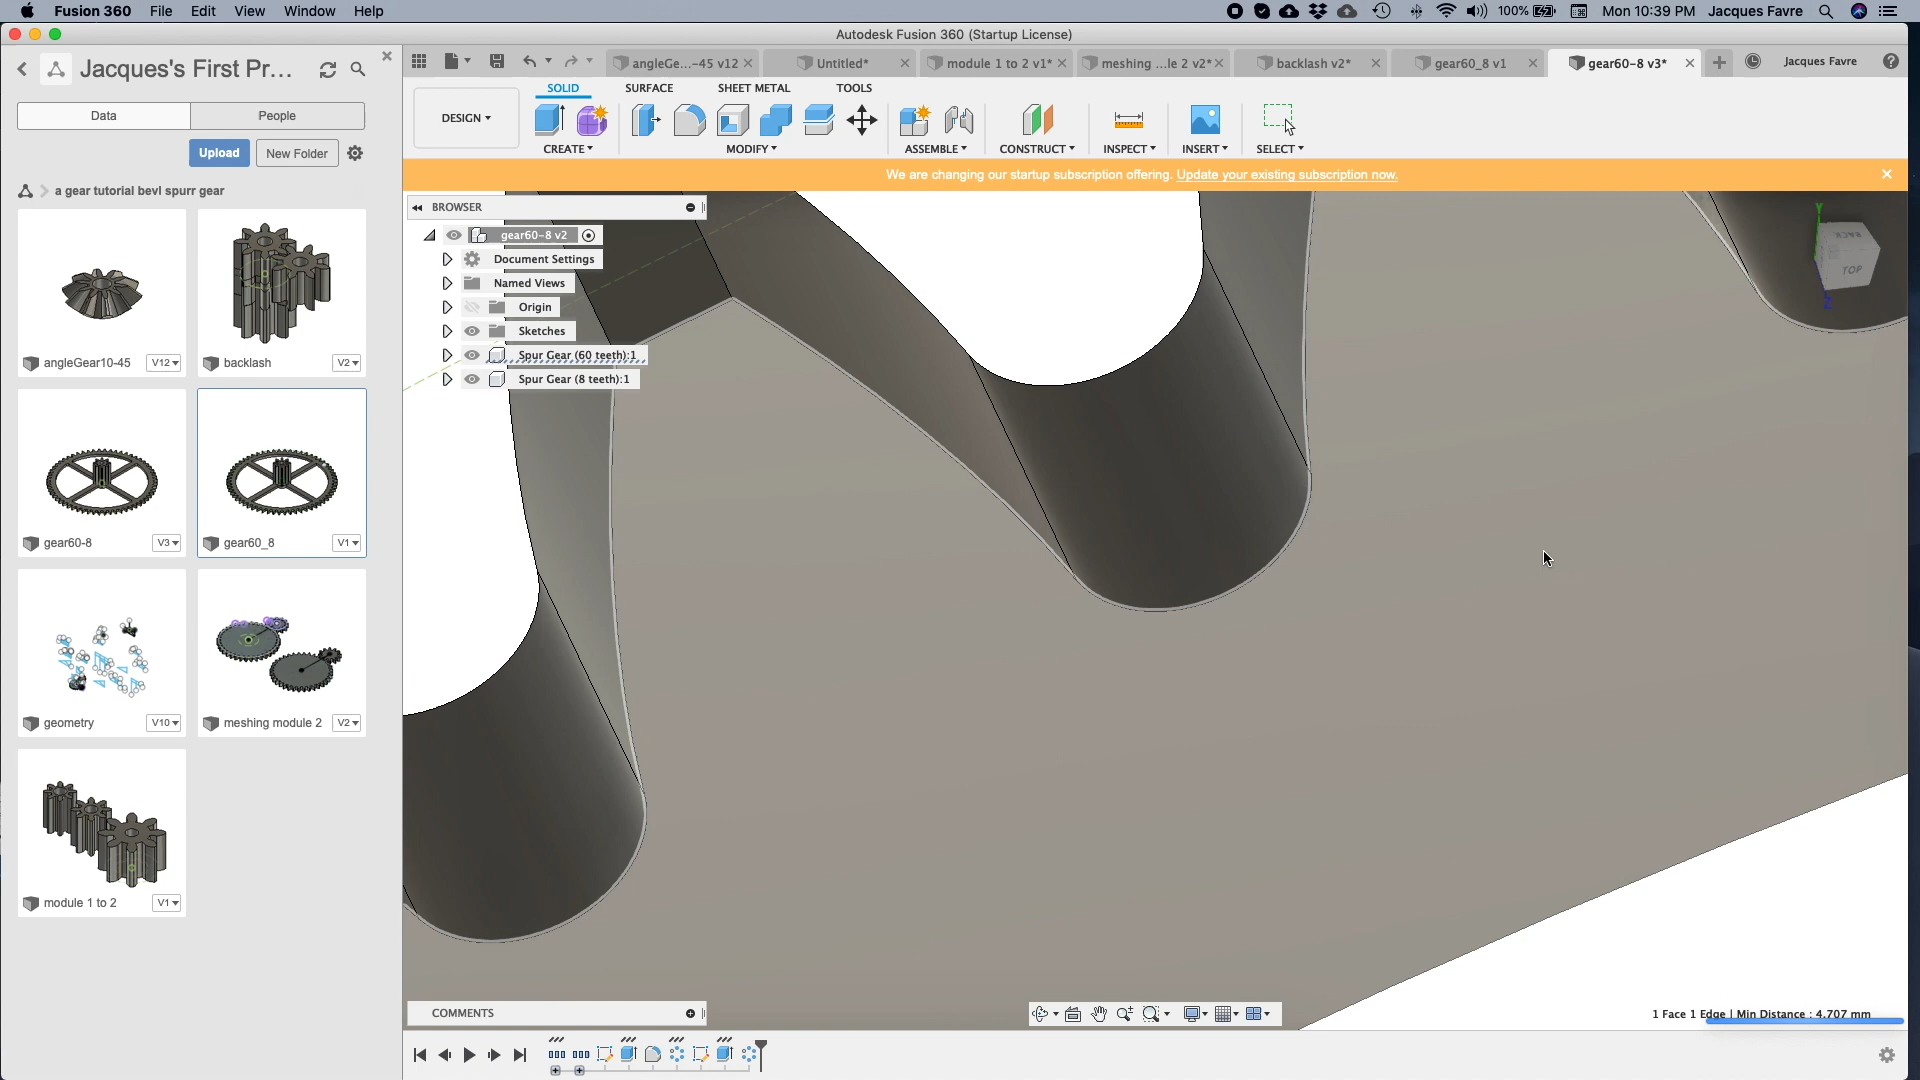 Fusion 360 File Edit View Window Help 100% Mon 10:39 PM Jacques Favre
Autodesk Fusion 360 (Startup License)
Jacques's First Pr...
angleGe...-45 v12 Untitled* module 1 to 2 v1* meshing ...le 2 v2* backlash v2* gear60_8 v1 gear60-8 v3* Jacques Favre
Data People
SOLID SURFACE SHEET METAL TOOLS
DESIGN
Upload New Folder
CREATE MODIFY ASSEMBLE CONSTRUCT INSPECT INSERT SELECT
We are changing our startup subscription offering. Update your existing subscription now.
a gear tutorial bevl spurr gear
BROWSER
gear60-8 v2
Document Settings
Named Views
Origin
Sketches
Spur Gear (60 teeth):1
Spur Gear (8 teeth):1
Y
BACK
TOP
Z
angleGear10-45 V12
backlash V2
gear60-8 V3
gear60_8 V1
geometry V10
meshing module 2 V2
module 1 to 2 V1
COMMENTS
1 Face 1 Edge | Min Distance : 4.707 mm